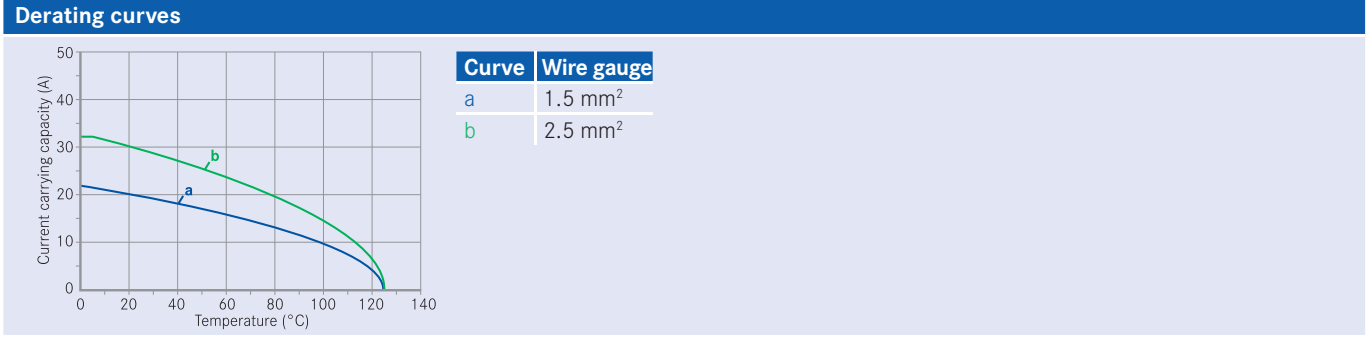 Derating curves
Current carrying capacity (A)
50
40
30
20
10
0
b
a
0 20 40 60 80 100 120 140
Temperature (°C)
Curve Wire gauge
a 1.5 mm²
b 2.5 mm²